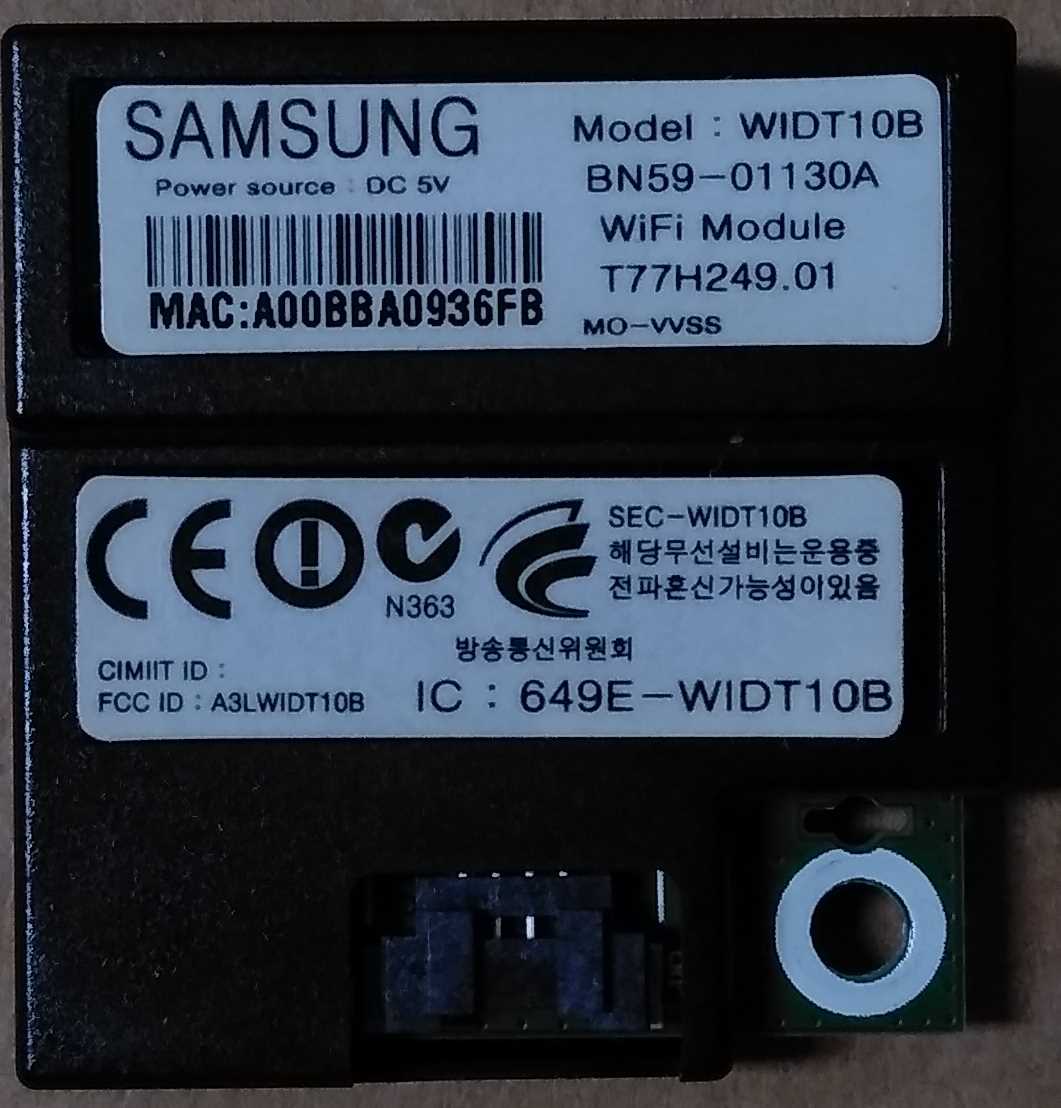 SAMSUNG
Power source : DC 5V
MAC:A00BBA0936FB
Model : WIDT10B
BN59-01130A
WiFi Module
T77H249.01
MO-VVSS
CE
N363
SEC-WIDT10B
해당무선설비는운용중
전파혼신가능성이있음
방송통신위원회
CIMIIT ID :
FCC ID : A3LWIDT10B
IC : 649E-WIDT10B